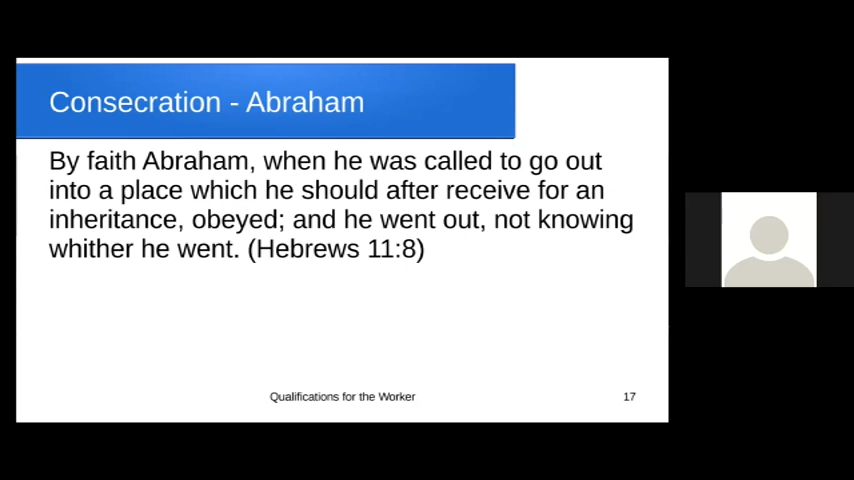 Consecration - Abraham
By faith Abraham, when he was called to go out
into a place which he should after receive for an
inheritance, obeyed; and he went out, not knowing
whither he went. (Hebrews 11:8)
Qualifications for the Worker
17